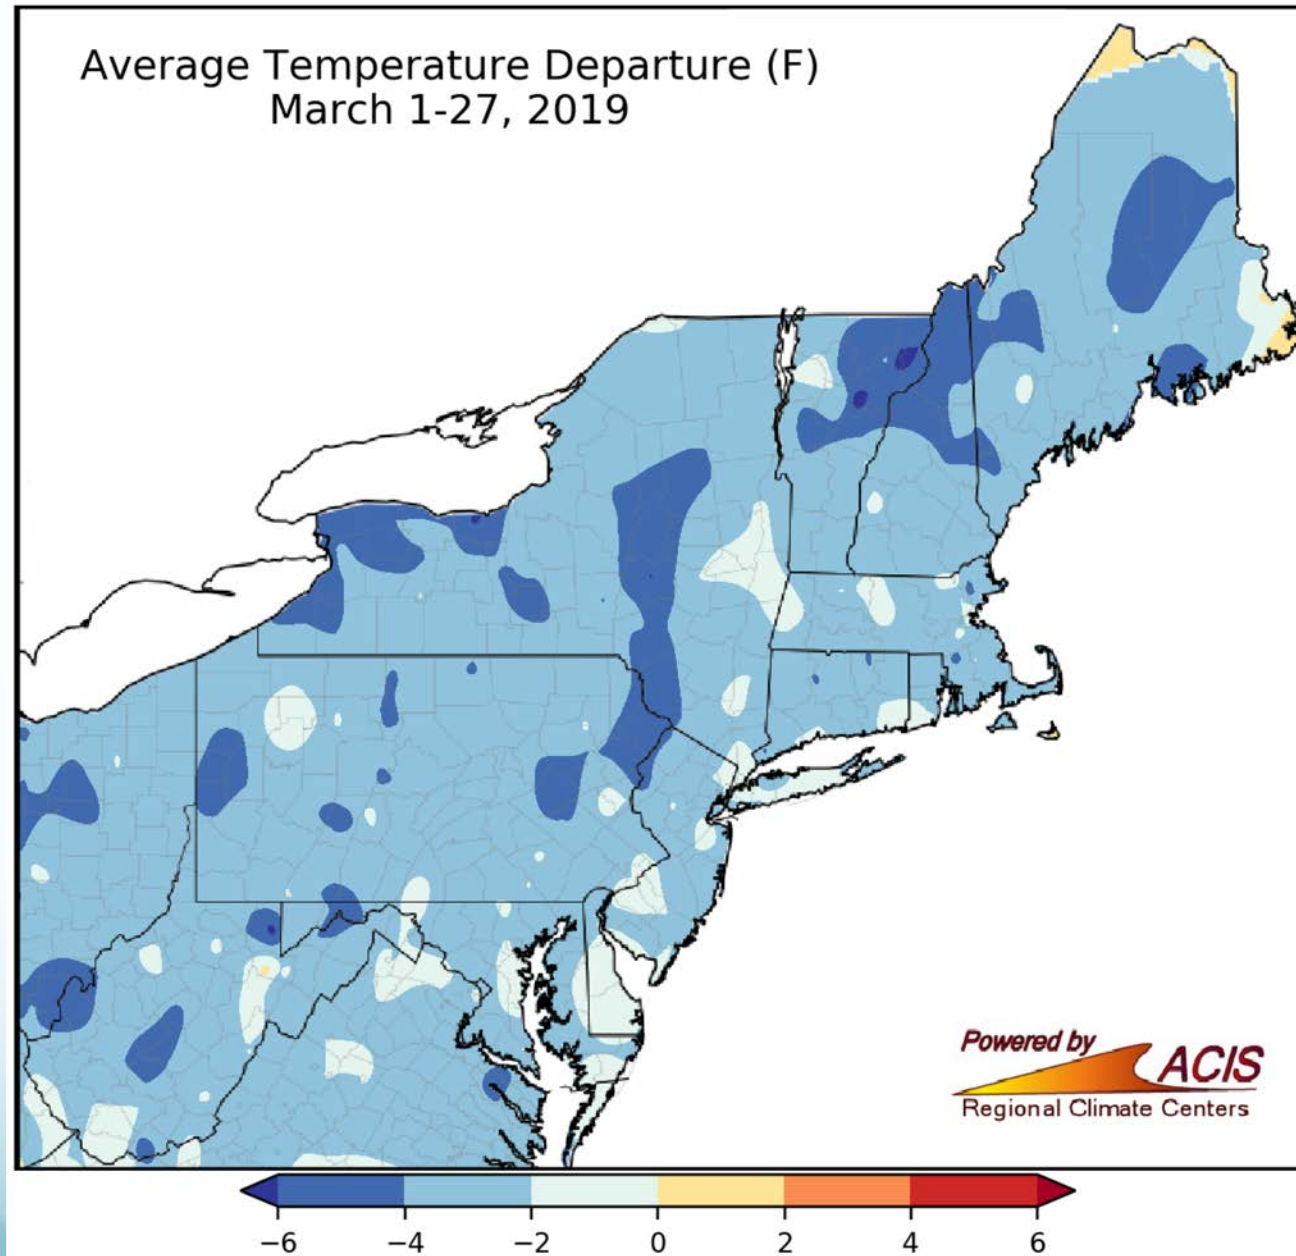 Average Temperature Departure (F)
March 1-27, 2019
Powered by
ACIS
Regional Climate Centers
−6 −4 −2 0 2 4 6